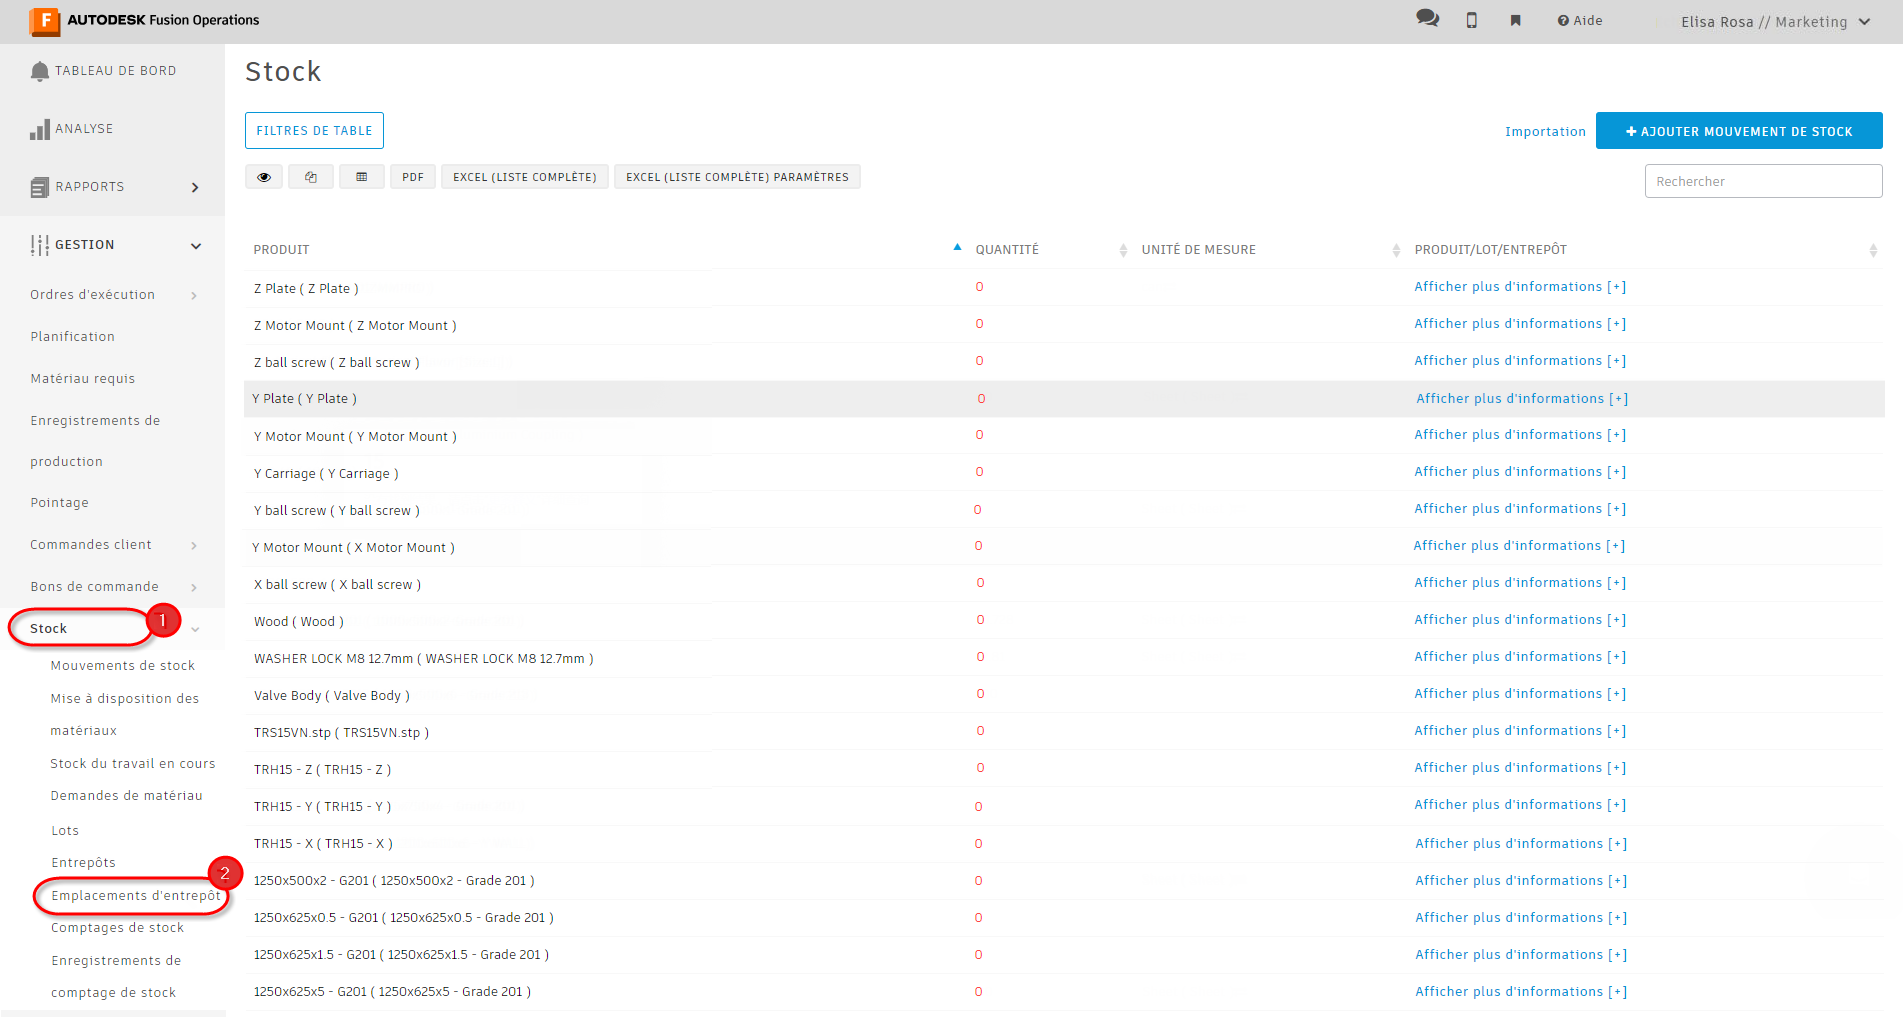 F AUTODESK Fusion Operations
Aide
Elisa Rosa // Marketing
TABLEAU DE BORD
ANALYSE
RAPPORTS
GESTION
Ordres d'exécution
Planification
Matériau requis
Enregistrements de
production
Pointage
Commandes client
Bons de commande
Stock
1
Mouvements de stock
Mise à disposition des
matériaux
Stock du travail en cours
Demandes de matériau
Lots
Entrepôts
2
Emplacements d'entrepôt
Comptages de stock
Enregistrements de
comptage de stock
Stock
FILTRES DE TABLE
Importation
+ AJOUTER MOUVEMENT DE STOCK
PDF EXCEL (LISTE COMPLÈTE) EXCEL (LISTE COMPLÈTE) PARAMÈTRES
Rechercher
PRODUIT QUANTITÉ UNITÉ DE MESURE PRODUIT/LOT/ENTREPÔT
Z Plate ( Z Plate ) 0 Afficher plus d'informations [+]
Z Motor Mount ( Z Motor Mount ) 0 Afficher plus d'informations [+]
Z ball screw ( Z ball screw ) 0 Afficher plus d'informations [+]
Y Plate ( Y Plate ) 0 Afficher plus d'informations [+]
Y Motor Mount ( Y Motor Mount ) 0 Afficher plus d'informations [+]
Y Carriage ( Y Carriage ) 0 Afficher plus d'informations [+]
Y ball screw ( Y ball screw ) 0 Afficher plus d'informations [+]
Y Motor Mount ( X Motor Mount ) 0 Afficher plus d'informations [+]
X ball screw ( X ball screw ) 0 Afficher plus d'informations [+]
Wood ( Wood ) 0 Afficher plus d'informations [+]
WASHER LOCK M8 12.7mm ( WASHER LOCK M8 12.7mm ) 0 Afficher plus d'informations [+]
Valve Body ( Valve Body ) 0 Afficher plus d'informations [+]
TRS15VN.stp ( TRS15VN.stp ) 0 Afficher plus d'informations [+]
TRH15 - Z ( TRH15 - Z ) 0 Afficher plus d'informations [+]
TRH15 - Y ( TRH15 - Y ) 0 Afficher plus d'informations [+]
TRH15 - X ( TRH15 - X ) 0 Afficher plus d'informations [+]
1250x500x2 - G201 ( 1250x500x2 - Grade 201 ) 0 Afficher plus d'informations [+]
1250x625x0.5 - G201 ( 1250x625x0.5 - Grade 201 ) 0 Afficher plus d'informations [+]
1250x625x1.5 - G201 ( 1250x625x1.5 - Grade 201 ) 0 Afficher plus d'informations [+]
1250x625x5 - G201 ( 1250x625x5 - Grade 201 ) 0 Afficher plus d'informations [+]